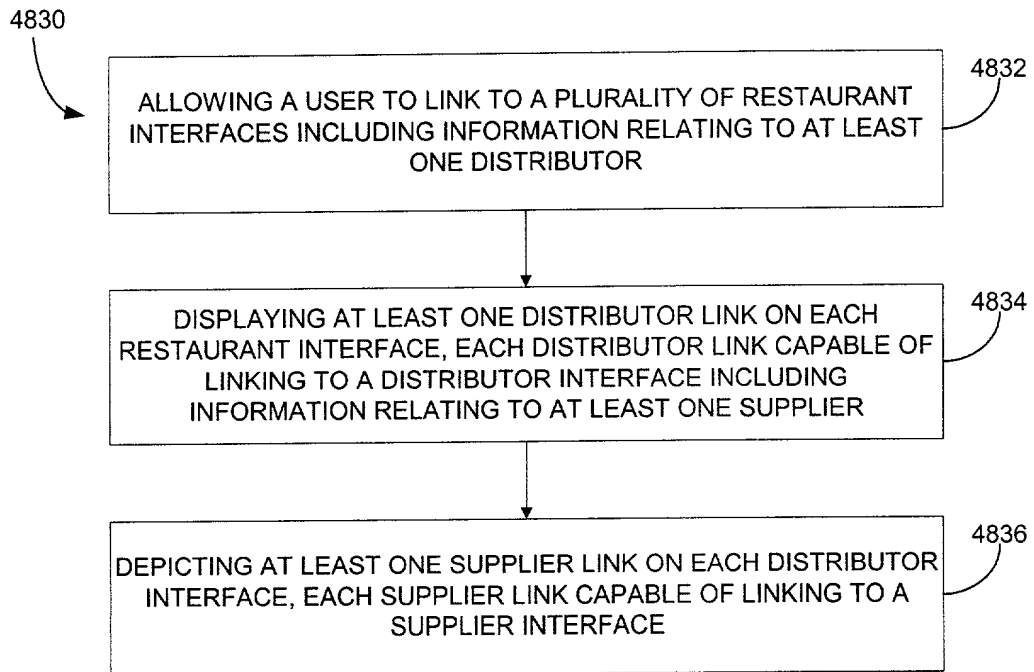 4830
4832
ALLOWING A USER TO LINK TO A PLURALITY OF RESTAURANT
INTERFACES INCLUDING INFORMATION RELATING TO AT LEAST
ONE DISTRIBUTOR
4834
DISPLAYING AT LEAST ONE DISTRIBUTOR LINK ON EACH
RESTAURANT INTERFACE, EACH DISTRIBUTOR LINK CAPABLE OF
LINKING TO A DISTRIBUTOR INTERFACE INCLUDING
INFORMATION RELATING TO AT LEAST ONE SUPPLIER
4836
DEPICTING AT LEAST ONE SUPPLIER LINK ON EACH DISTRIBUTOR
INTERFACE, EACH SUPPLIER LINK CAPABLE OF LINKING TO A
SUPPLIER INTERFACE